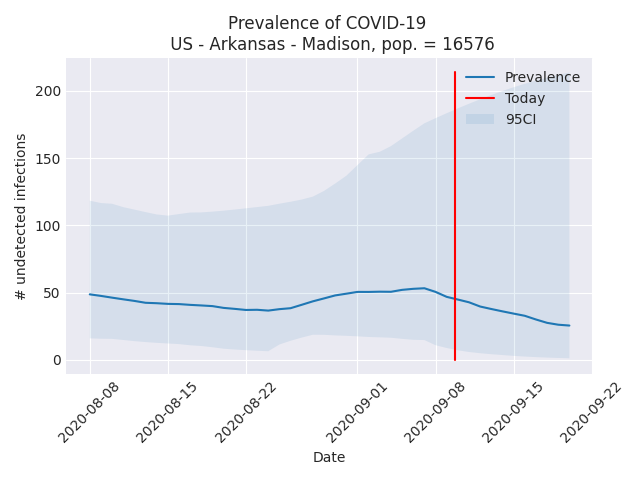 Prevalence of COVID-19
US - Arkansas - Madison, pop. = 16576
Prevalence
Today
95CI
# undetected infections
200
150
100
50
0
2020-08-08
2020-08-15
2020-08-22
2020-09-01
2020-09-08
2020-09-15
2020-09-22
Date